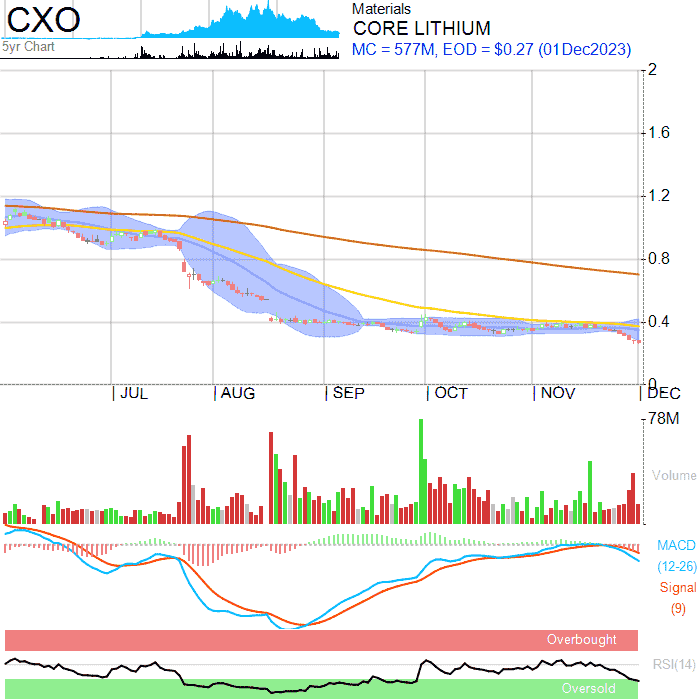 CXO
5yr Chart
Materials
CORE LITHIUM
MC = 577M, EOD = $0.27 (01Dec2023)
2
1.6
1.2
0.8
0.4
0
JUL AUG SEP OCT NOV DEC
78M
Volume
MACD
(12-26)
Signal
(9)
Overbought
RSI(14)
Oversold